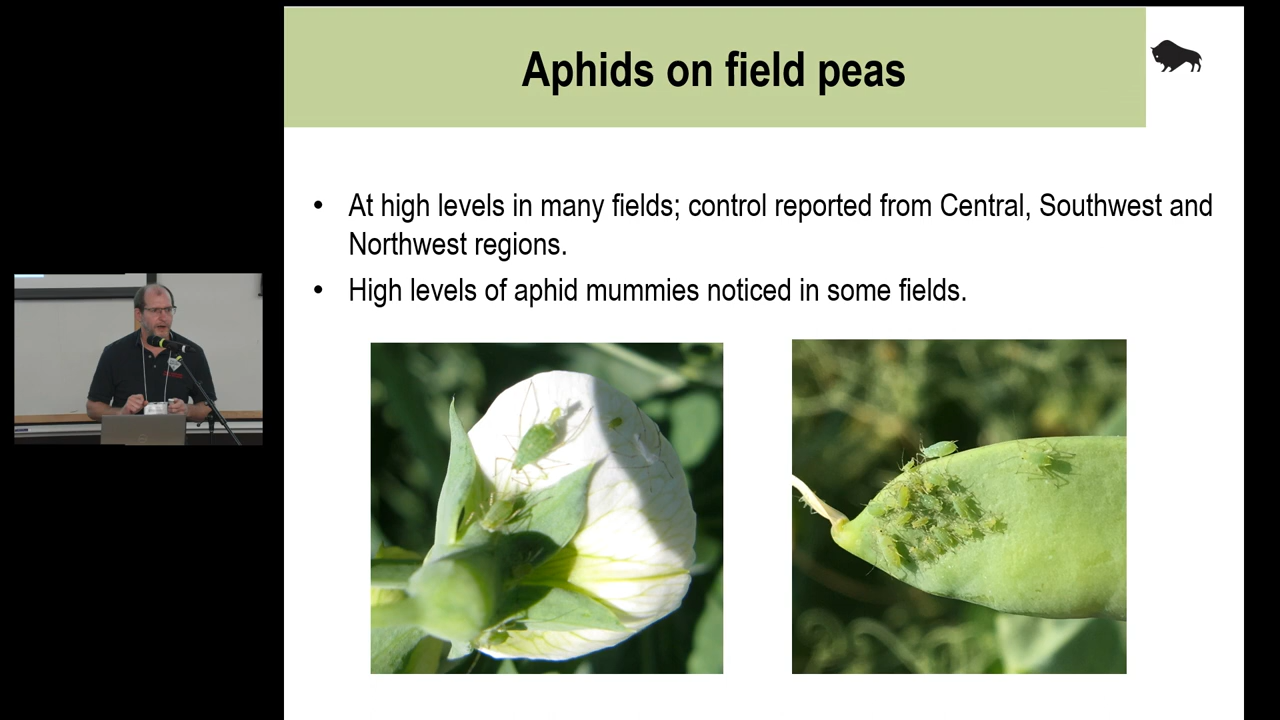 Aphids on field peas
• At high levels in many fields; control reported from Central, Southwest and
Northwest regions.
• High levels of aphid mummies noticed in some fields.